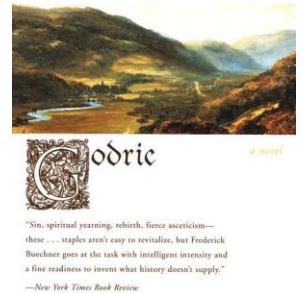 Godric
a novel
"Sin, spiritual yearning, rebirth, fierce asceticism—
these . . . staples aren't easy to revitalize, but Frederick
Buechner goes at the task with intelligent intensity and
a fine readiness to invent what history doesn't supply."
—New York Times Book Review